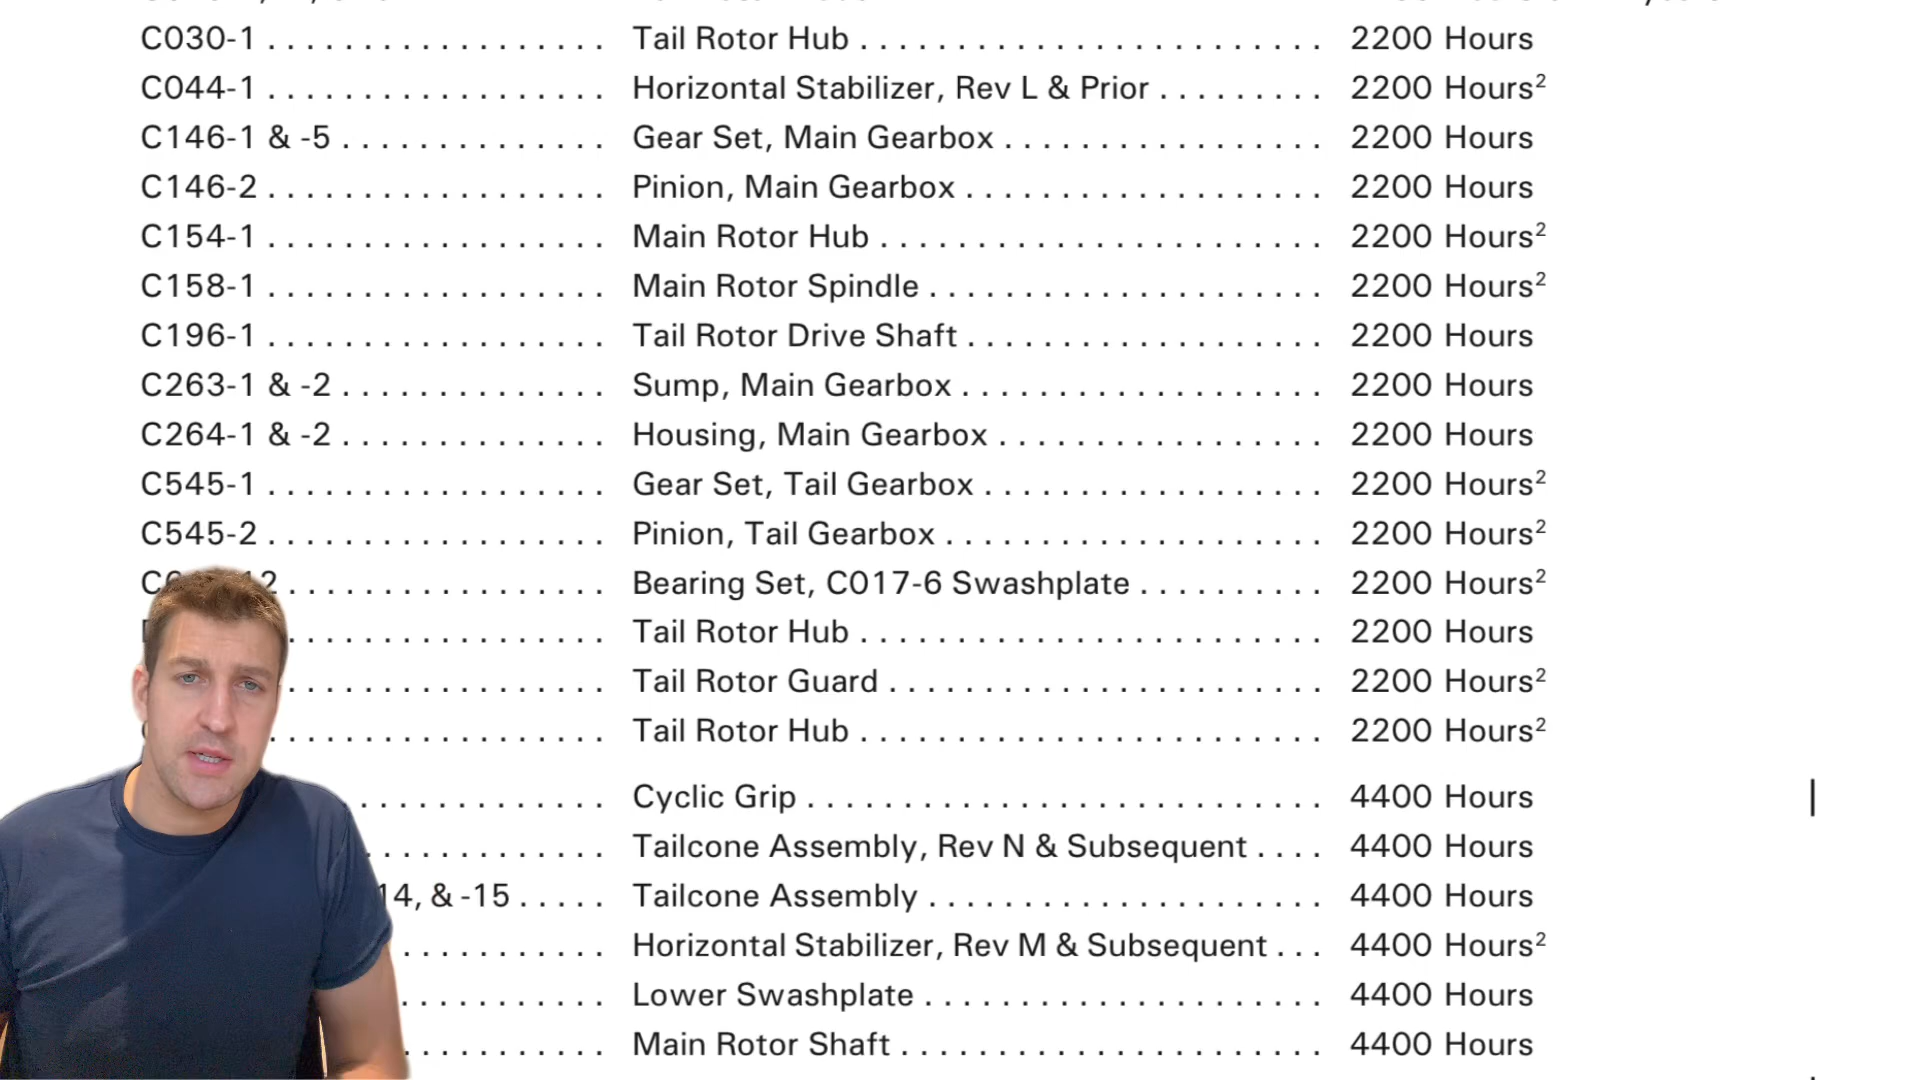 C030-1 . . . . . . . . . . . . . . . . . . Tail Rotor Hub . . . . . . . . . . . . . . . . . . . . . . . . 2200 Hours
C044-1 . . . . . . . . . . . . . . . . . . Horizontal Stabilizer, Rev L & Prior . . . . . . . . . 2200 Hours²
C146-1 & -5 . . . . . . . . . . . . . . Gear Set, Main Gearbox . . . . . . . . . . . . . . . . . 2200 Hours
C146-2 . . . . . . . . . . . . . . . . . . Pinion, Main Gearbox . . . . . . . . . . . . . . . . . . . 2200 Hours
C154-1 . . . . . . . . . . . . . . . . . . Main Rotor Hub . . . . . . . . . . . . . . . . . . . . . . . 2200 Hours²
C158-1 . . . . . . . . . . . . . . . . . . Main Rotor Spindle . . . . . . . . . . . . . . . . . . . . . 2200 Hours²
C196-1 . . . . . . . . . . . . . . . . . . Tail Rotor Drive Shaft . . . . . . . . . . . . . . . . . . . 2200 Hours
C263-1 & -2 . . . . . . . . . . . . . . Sump, Main Gearbox . . . . . . . . . . . . . . . . . . . 2200 Hours
C264-1 & -2 . . . . . . . . . . . . . . Housing, Main Gearbox . . . . . . . . . . . . . . . . . 2200 Hours
C545-1 . . . . . . . . . . . . . . . . . . Gear Set, Tail Gearbox . . . . . . . . . . . . . . . . . . 2200 Hours²
C545-2 . . . . . . . . . . . . . . . . . . Pinion, Tail Gearbox . . . . . . . . . . . . . . . . . . . . 2200 Hours²
. . . . . . . . . . . . . . . . . Bearing Set, C017-6 Swashplate . . . . . . . . . . 2200 Hours²
. . . . . . . . . . . . . . . . . Tail Rotor Hub . . . . . . . . . . . . . . . . . . . . . . . . 2200 Hours
. . . . . . . . . . . . . . . . . Tail Rotor Guard . . . . . . . . . . . . . . . . . . . . . . . 2200 Hours²
. . . . . . . . . . . . . . . . . . Tail Rotor Hub . . . . . . . . . . . . . . . . . . . . . . . . 2200 Hours²
. . . . . . . . . . . . . Cyclic Grip . . . . . . . . . . . . . . . . . . . . . . . . . . . 4400 Hours
. . . . . . . . . . . . . Tailcone Assembly, Rev N & Subsequent . . . . 4400 Hours
14, & -15 . . . . . Tailcone Assembly . . . . . . . . . . . . . . . . . . . . . 4400 Hours
. . . . . . . . . . . Horizontal Stabilizer, Rev M & Subsequent . . . 4400 Hours²
. . . . . . . . . . . Lower Swashplate . . . . . . . . . . . . . . . . . . . . . 4400 Hours
. . . . . . . . . . . Main Rotor Shaft . . . . . . . . . . . . . . . . . . . . . . 4400 Hours